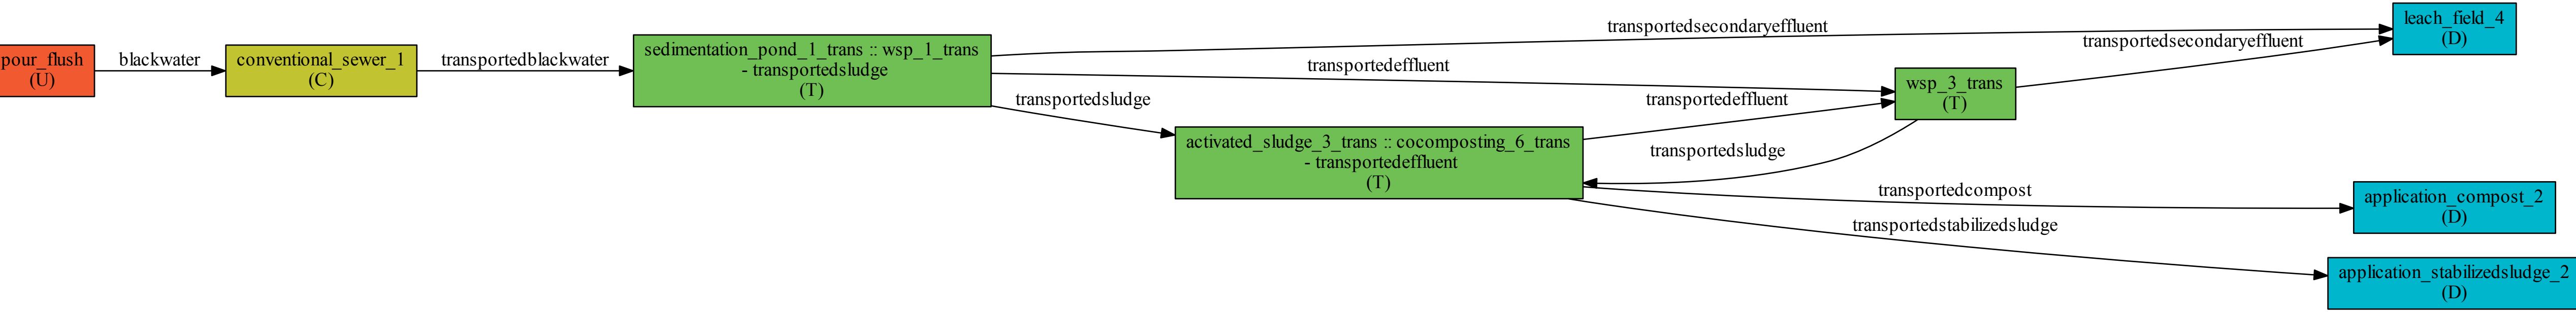 pour_flush
(U)
blackwater
conventional_sewer_1
(C)
transportedblackwater
sedimentation_pond_1_trans :: wsp_1_trans
- transportedsludge
(T)
transportedsecondaryeffluent
transportedeffluent
transportedsludge
activated_sludge_3_trans :: cocomposting_6_trans
- transportedeffluent
(T)
transportedeffluent
transportedsludge
wsp_3_trans
(T)
transportedsecondaryeffluent
leach_field_4
(D)
transportedcompost
application_compost_2
(D)
transportedstabilizedsludge
application_stabilizedsludge_2
(D)